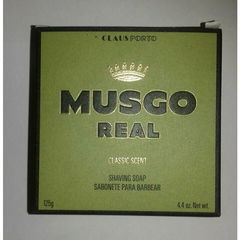 CLAUS PORTO
MUSGO
REAL
CLASSIC SCENT
SHAVING SOAP
SABONETE PARA BARBEAR
125g 4.4 oz. Net wt.